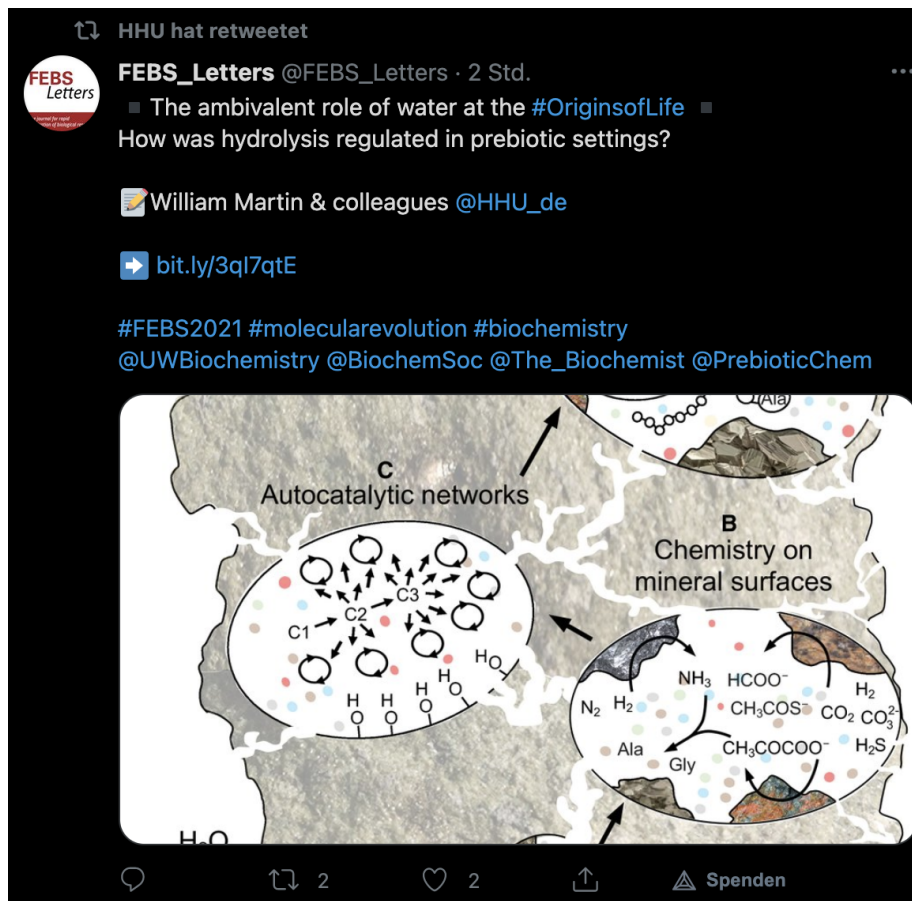 HHU hat retweetet
FEBS_Letters @FEBS_Letters · 2 Std.
FEBS
Letters
The ambivalent role of water at the #OriginsofLife
How was hydrolysis regulated in prebiotic settings?
William Martin & colleagues @HHU_de
bit.ly/3qI7qtE
#FEBS2021 #molecularevolution #biochemistry
@UWBiochemistry @BiochemSoc @The_Biochemist @PrebioticChem
Ala
C
Autocatalytic networks
B
Chemistry on
mineral surfaces
C1
C2
C3
H
O
H
O
H
O
H
O
HO
N₂
H₂
NH₃
HCOO⁻
CH₃COS⁻
H₂
CO₂ CO₃²⁻
H₂S
CH₃COCOO⁻
Ala
Gly
H₂O
2
2
Spenden